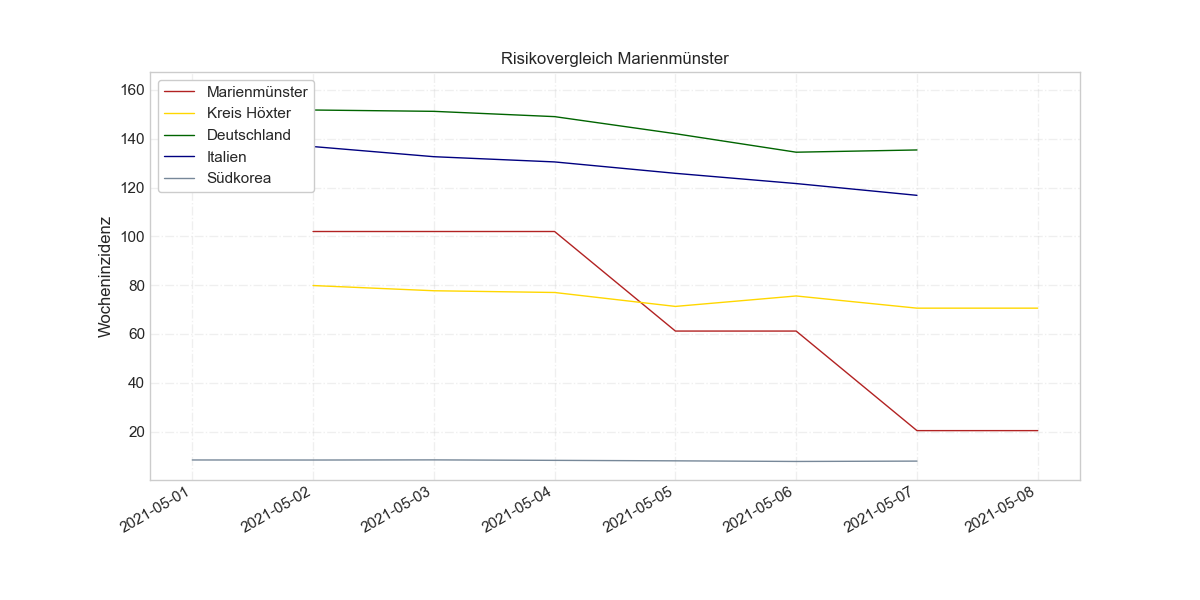 Risikovergleich Marienmünster
Marienmünster
Kreis Höxter
Deutschland
Italien
Südkorea
Wocheninzidenz
160
140
120
100
80
60
40
20
2021-05-01
2021-05-02
2021-05-03
2021-05-04
2021-05-05
2021-05-06
2021-05-07
2021-05-08